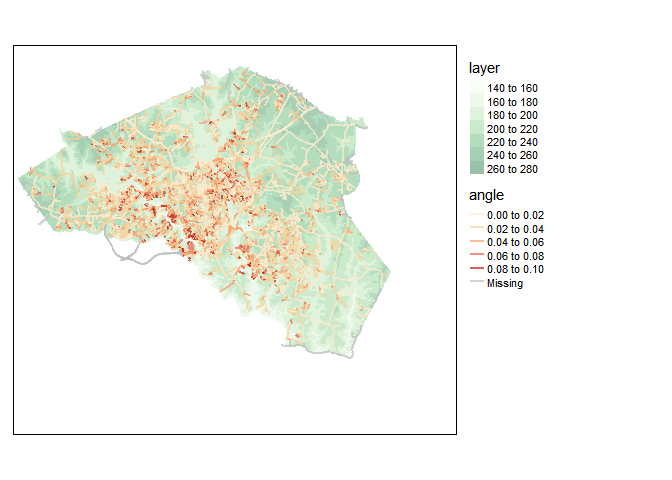 layer
140 to 160
160 to 180
180 to 200
200 to 220
220 to 240
240 to 260
260 to 280
angle
0.00 to 0.02
0.02 to 0.04
0.04 to 0.06
0.06 to 0.08
0.08 to 0.10
Missing